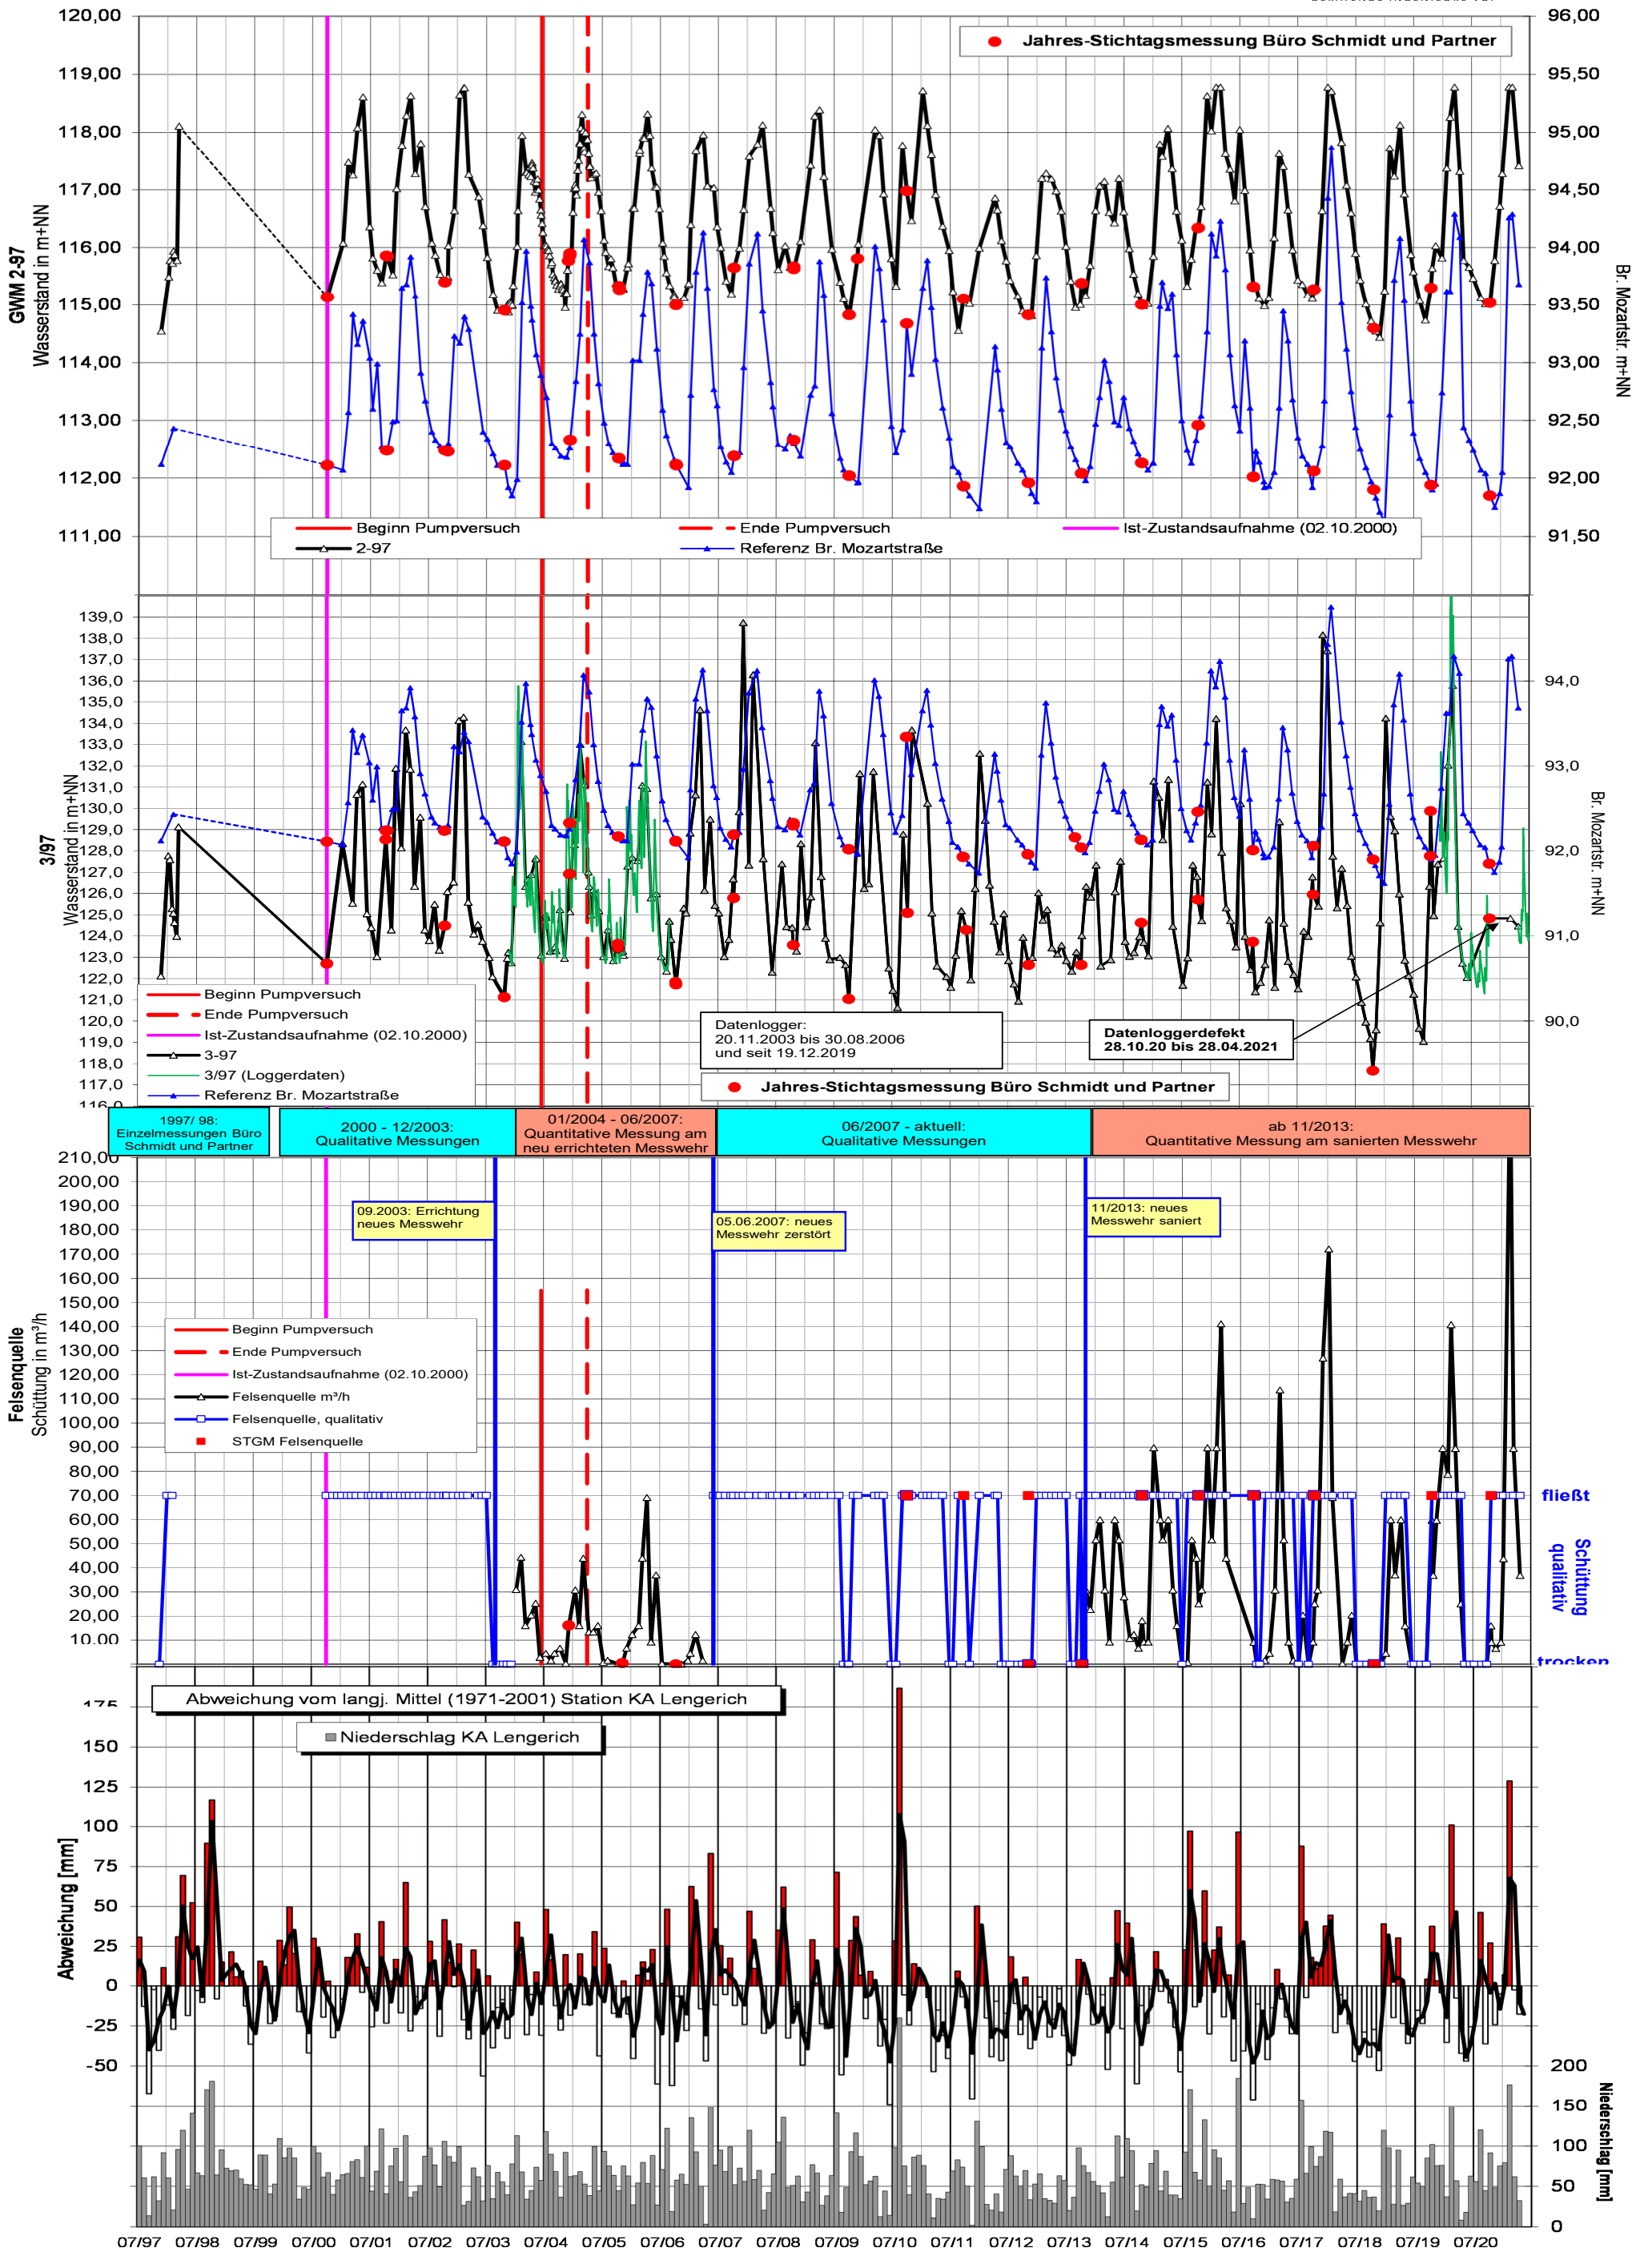 120,00
119,00
118,00
117,00
116,00
115,00
114,00
113,00
112,00
111,00
GWM 2-97
Wasserstand in m+NN
96,00
95,50
95,00
94,50
94,00
93,50
93,00
92,50
92,00
91,50
Br. Mozartstr. m+NN
Jahres-Stichtagsmessung Büro Schmidt und Partner
Beginn Pumpversuch
Ende Pumpversuch
Ist-Zustandsaufnahme (02.10.2000)
2-97
Referenz Br. Mozartstraße
139,0
138,0
137,0
136,0
135,0
134,0
133,0
132,0
131,0
130,0
129,0
128,0
127,0
126,0
125,0
124,0
123,0
122,0
121,0
120,0
119,0
118,0
117,0
116,0
3/97
Wasserstand in m+NN
94,0
93,0
92,0
91,0
90,0
Br. Mozartstr. m+NN
Beginn Pumpversuch
Ende Pumpversuch
Ist-Zustandsaufnahme (02.10.2000)
3-97
3/97 (Loggerdaten)
Referenz Br. Mozartstraße
Datenlogger:
20.11.2003 bis 30.08.2006
und seit 19.12.2019
Datenloggerdefekt
28.10.20 bis 28.04.2021
Jahres-Stichtagsmessung Büro Schmidt und Partner
1997/ 98:
Einzelmessungen Büro
Schmidt und Partner
2000 - 12/2003:
Qualitative Messungen
01/2004 - 06/2007:
Quantitative Messung am
neu errichteten Messwehr
06/2007 - aktuell:
Qualitative Messungen
ab 11/2013:
Quantitative Messung am sanierten Messwehr
210,00
200,00
190,00
180,00
170,00
160,00
150,00
140,00
130,00
120,00
110,00
100,00
90,00
80,00
70,00
60,00
50,00
40,00
30,00
20,00
10,00
Felsenquelle
Schüttung in m³/h
09.2003: Errichtung
neues Messwehr
05.06.2007: neues
Messwehr zerstört
11/2013: neues
Messwehr saniert
Beginn Pumpversuch
Ende Pumpversuch
Ist-Zustandsaufnahme (02.10.2000)
Felsenquelle m³/h
Felsenquelle, qualitativ
STGM Felsenquelle
fließt
Schüttung
qualitativ
trocken
Abweichung vom langj. Mittel (1971-2001) Station KA Lengerich
Niederschlag KA Lengerich
175
150
125
100
75
50
25
0
-25
-50
Abweichung [mm]
200
150
100
50
0
Niederschlag [mm]
07/97
07/98
07/99
07/00
07/01
07/02
07/03
07/04
07/05
07/06
07/07
07/08
07/09
07/10
07/11
07/12
07/13
07/14
07/15
07/16
07/17
07/18
07/19
07/20